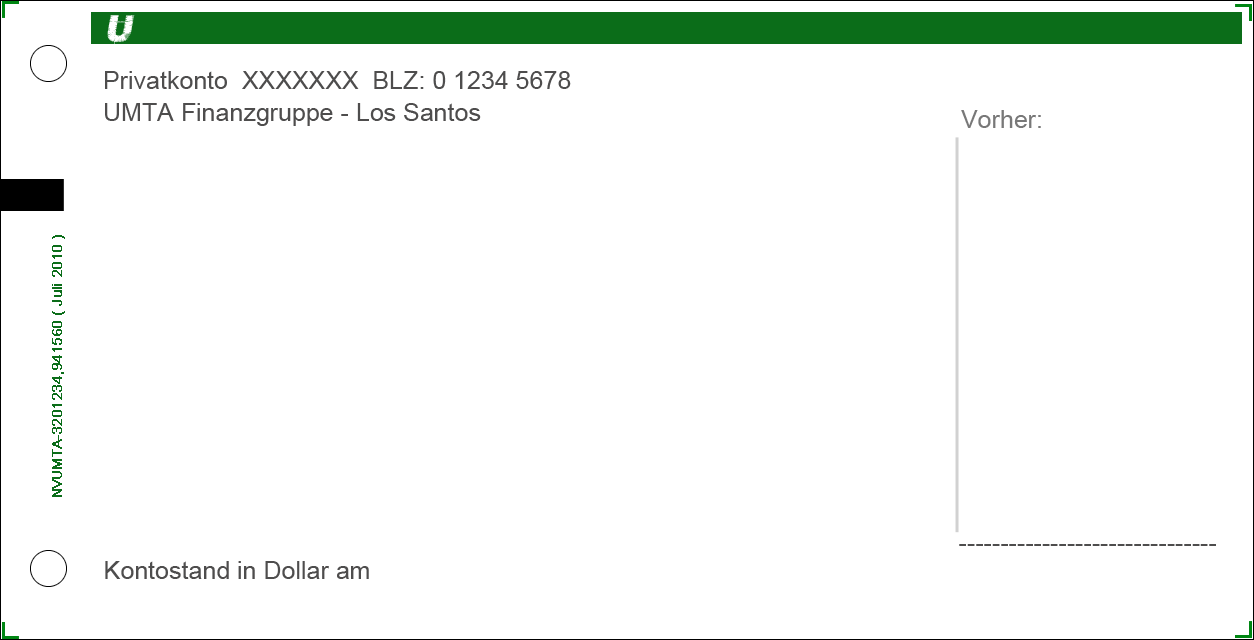 U
Privatkonto XXXXXXX BLZ: 0 1234 5678
UMTA Finanzgruppe - Los Santos
Vorher:
NVUMTA-3201234,941560 ( Juli 2010 )
Kontostand in Dollar am